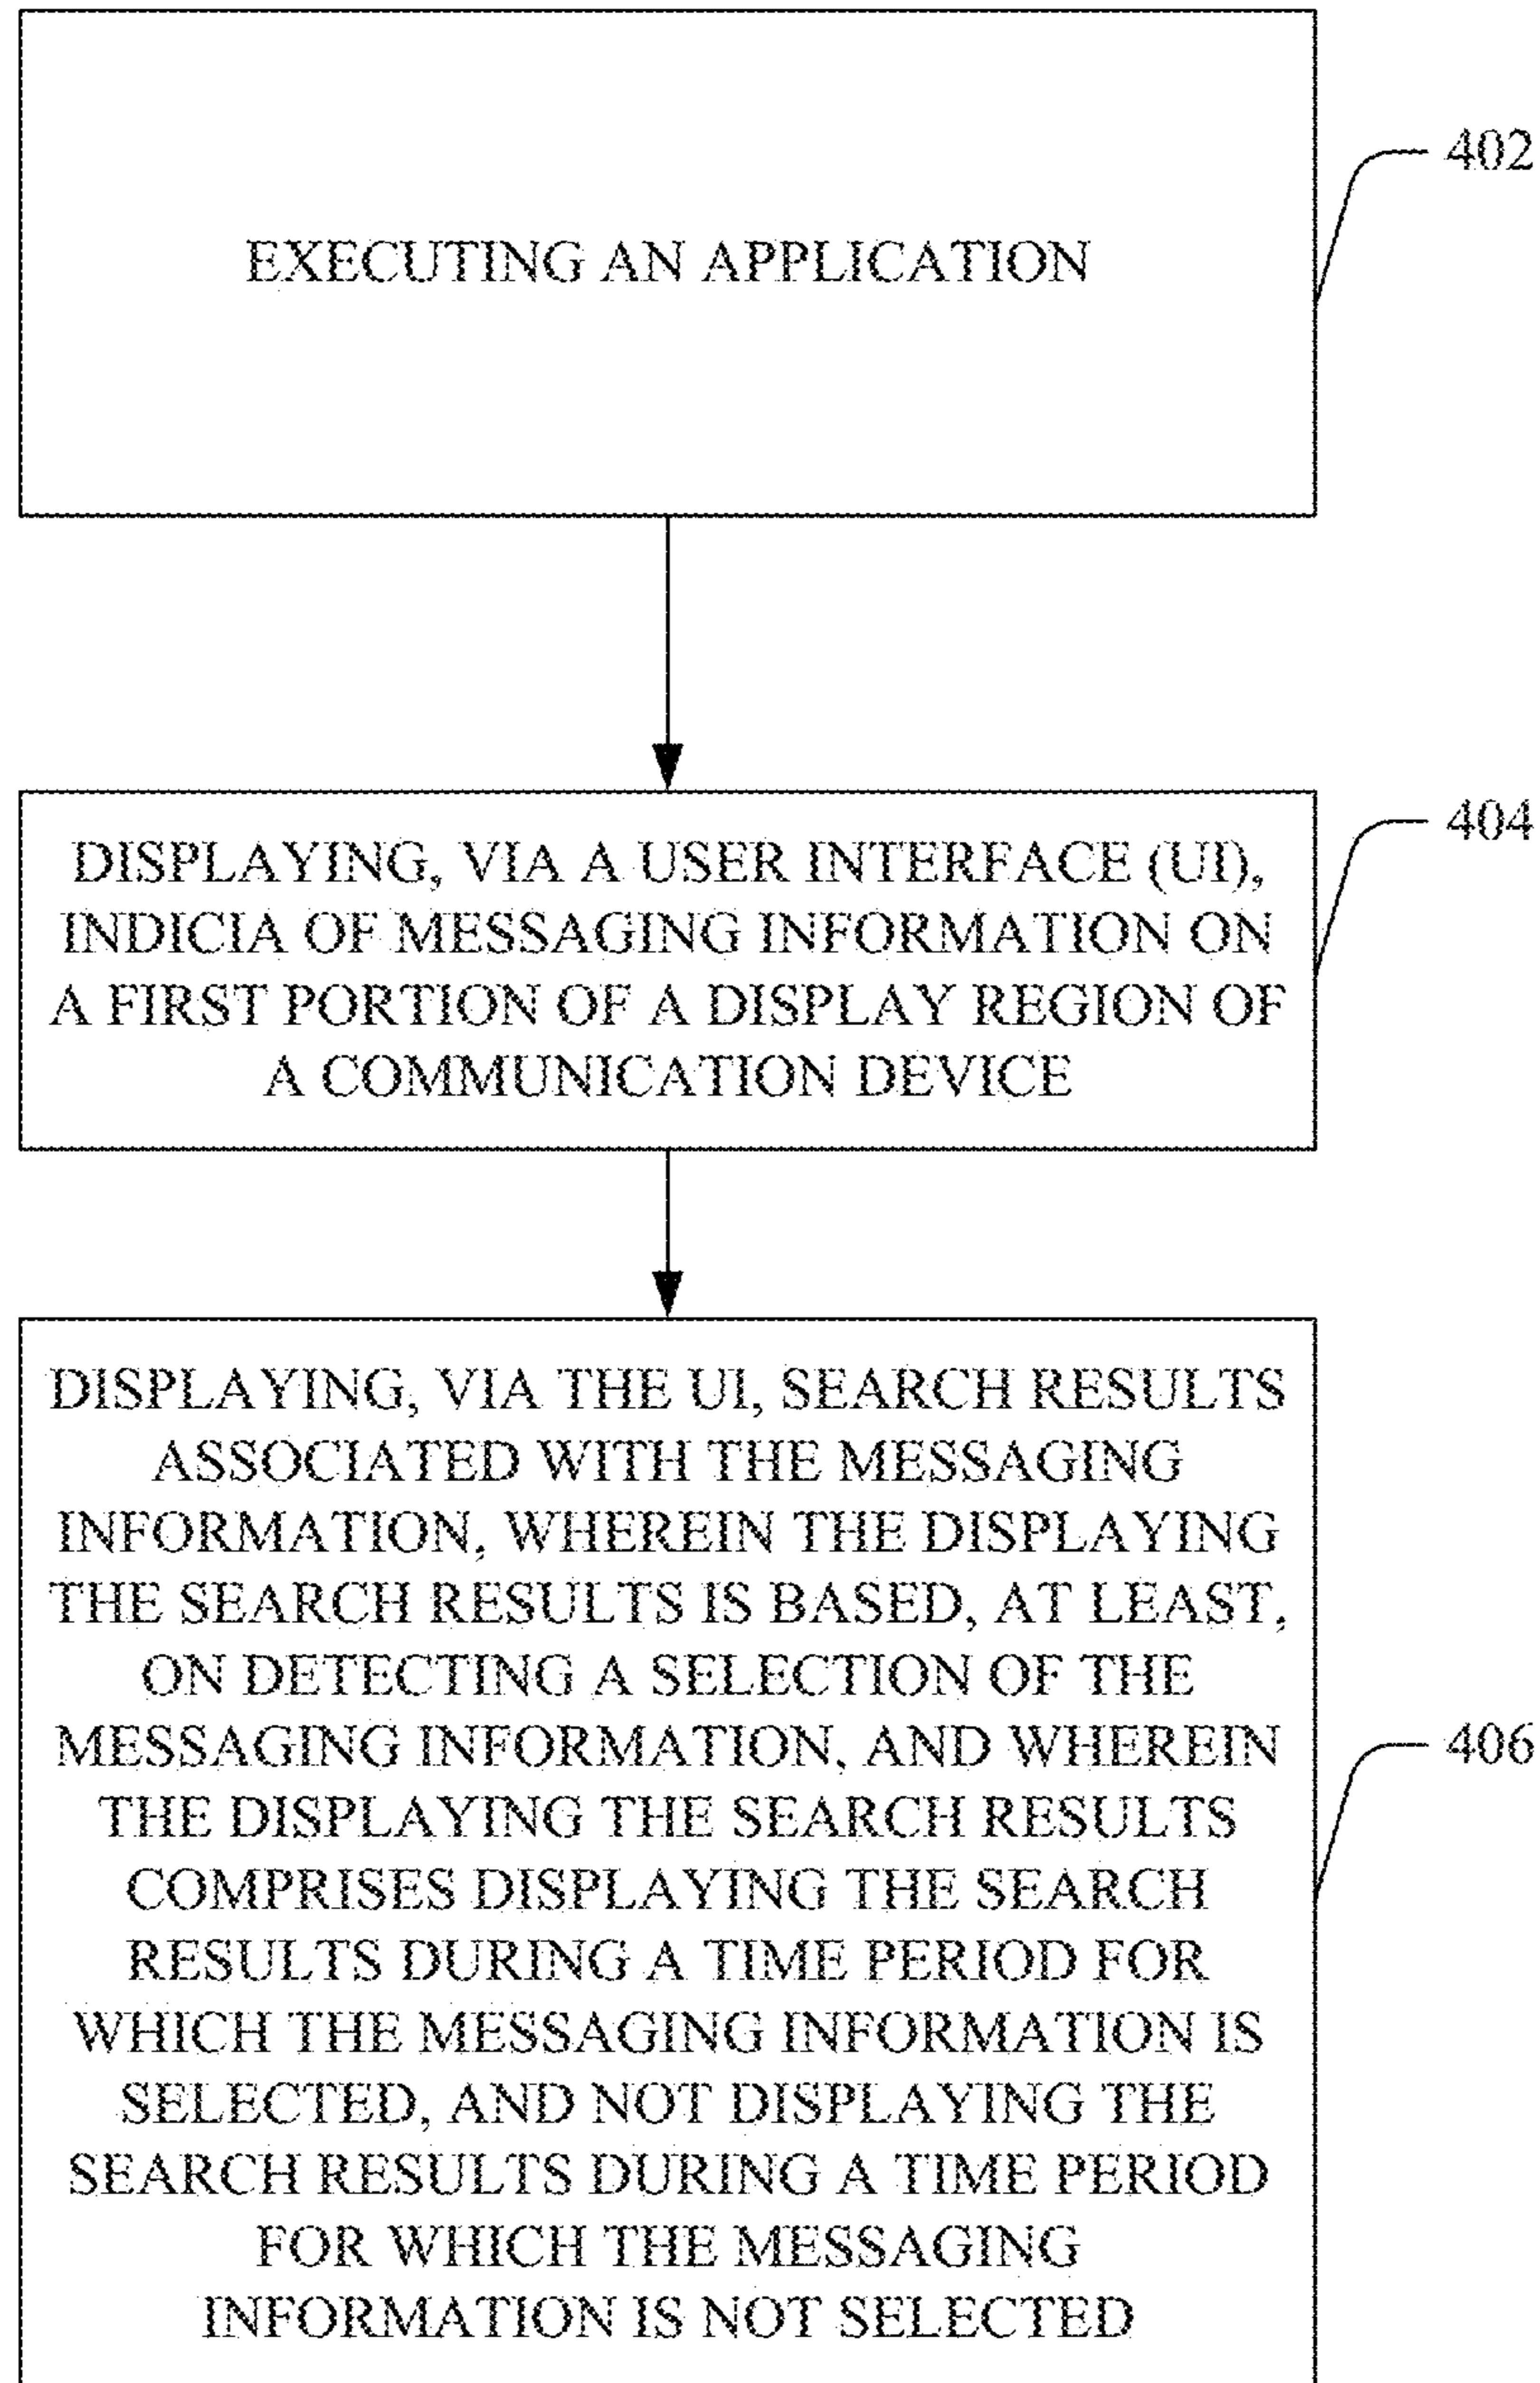 EXECUTING AN APPLICATION
402
DISPLAYING, VIA A USER INTERFACE (UI),
INDICIA OF MESSAGING INFORMATION ON
A FIRST PORTION OF A DISPLAY REGION OF
A COMMUNICATION DEVICE
404
DISPLAYING, VIA THE UI, SEARCH RESULTS
ASSOCIATED WITH THE MESSAGING
INFORMATION, WHEREIN THE DISPLAYING
THE SEARCH RESULTS IS BASED, AT LEAST,
ON DETECTING A SELECTION OF THE
MESSAGING INFORMATION, AND WHEREIN
THE DISPLAYING THE SEARCH RESULTS
COMPRISES DISPLAYING THE SEARCH
RESULTS DURING A TIME PERIOD FOR
WHICH THE MESSAGING INFORMATION IS
SELECTED, AND NOT DISPLAYING THE
SEARCH RESULTS DURING A TIME PERIOD
FOR WHICH THE MESSAGING
INFORMATION IS NOT SELECTED
406